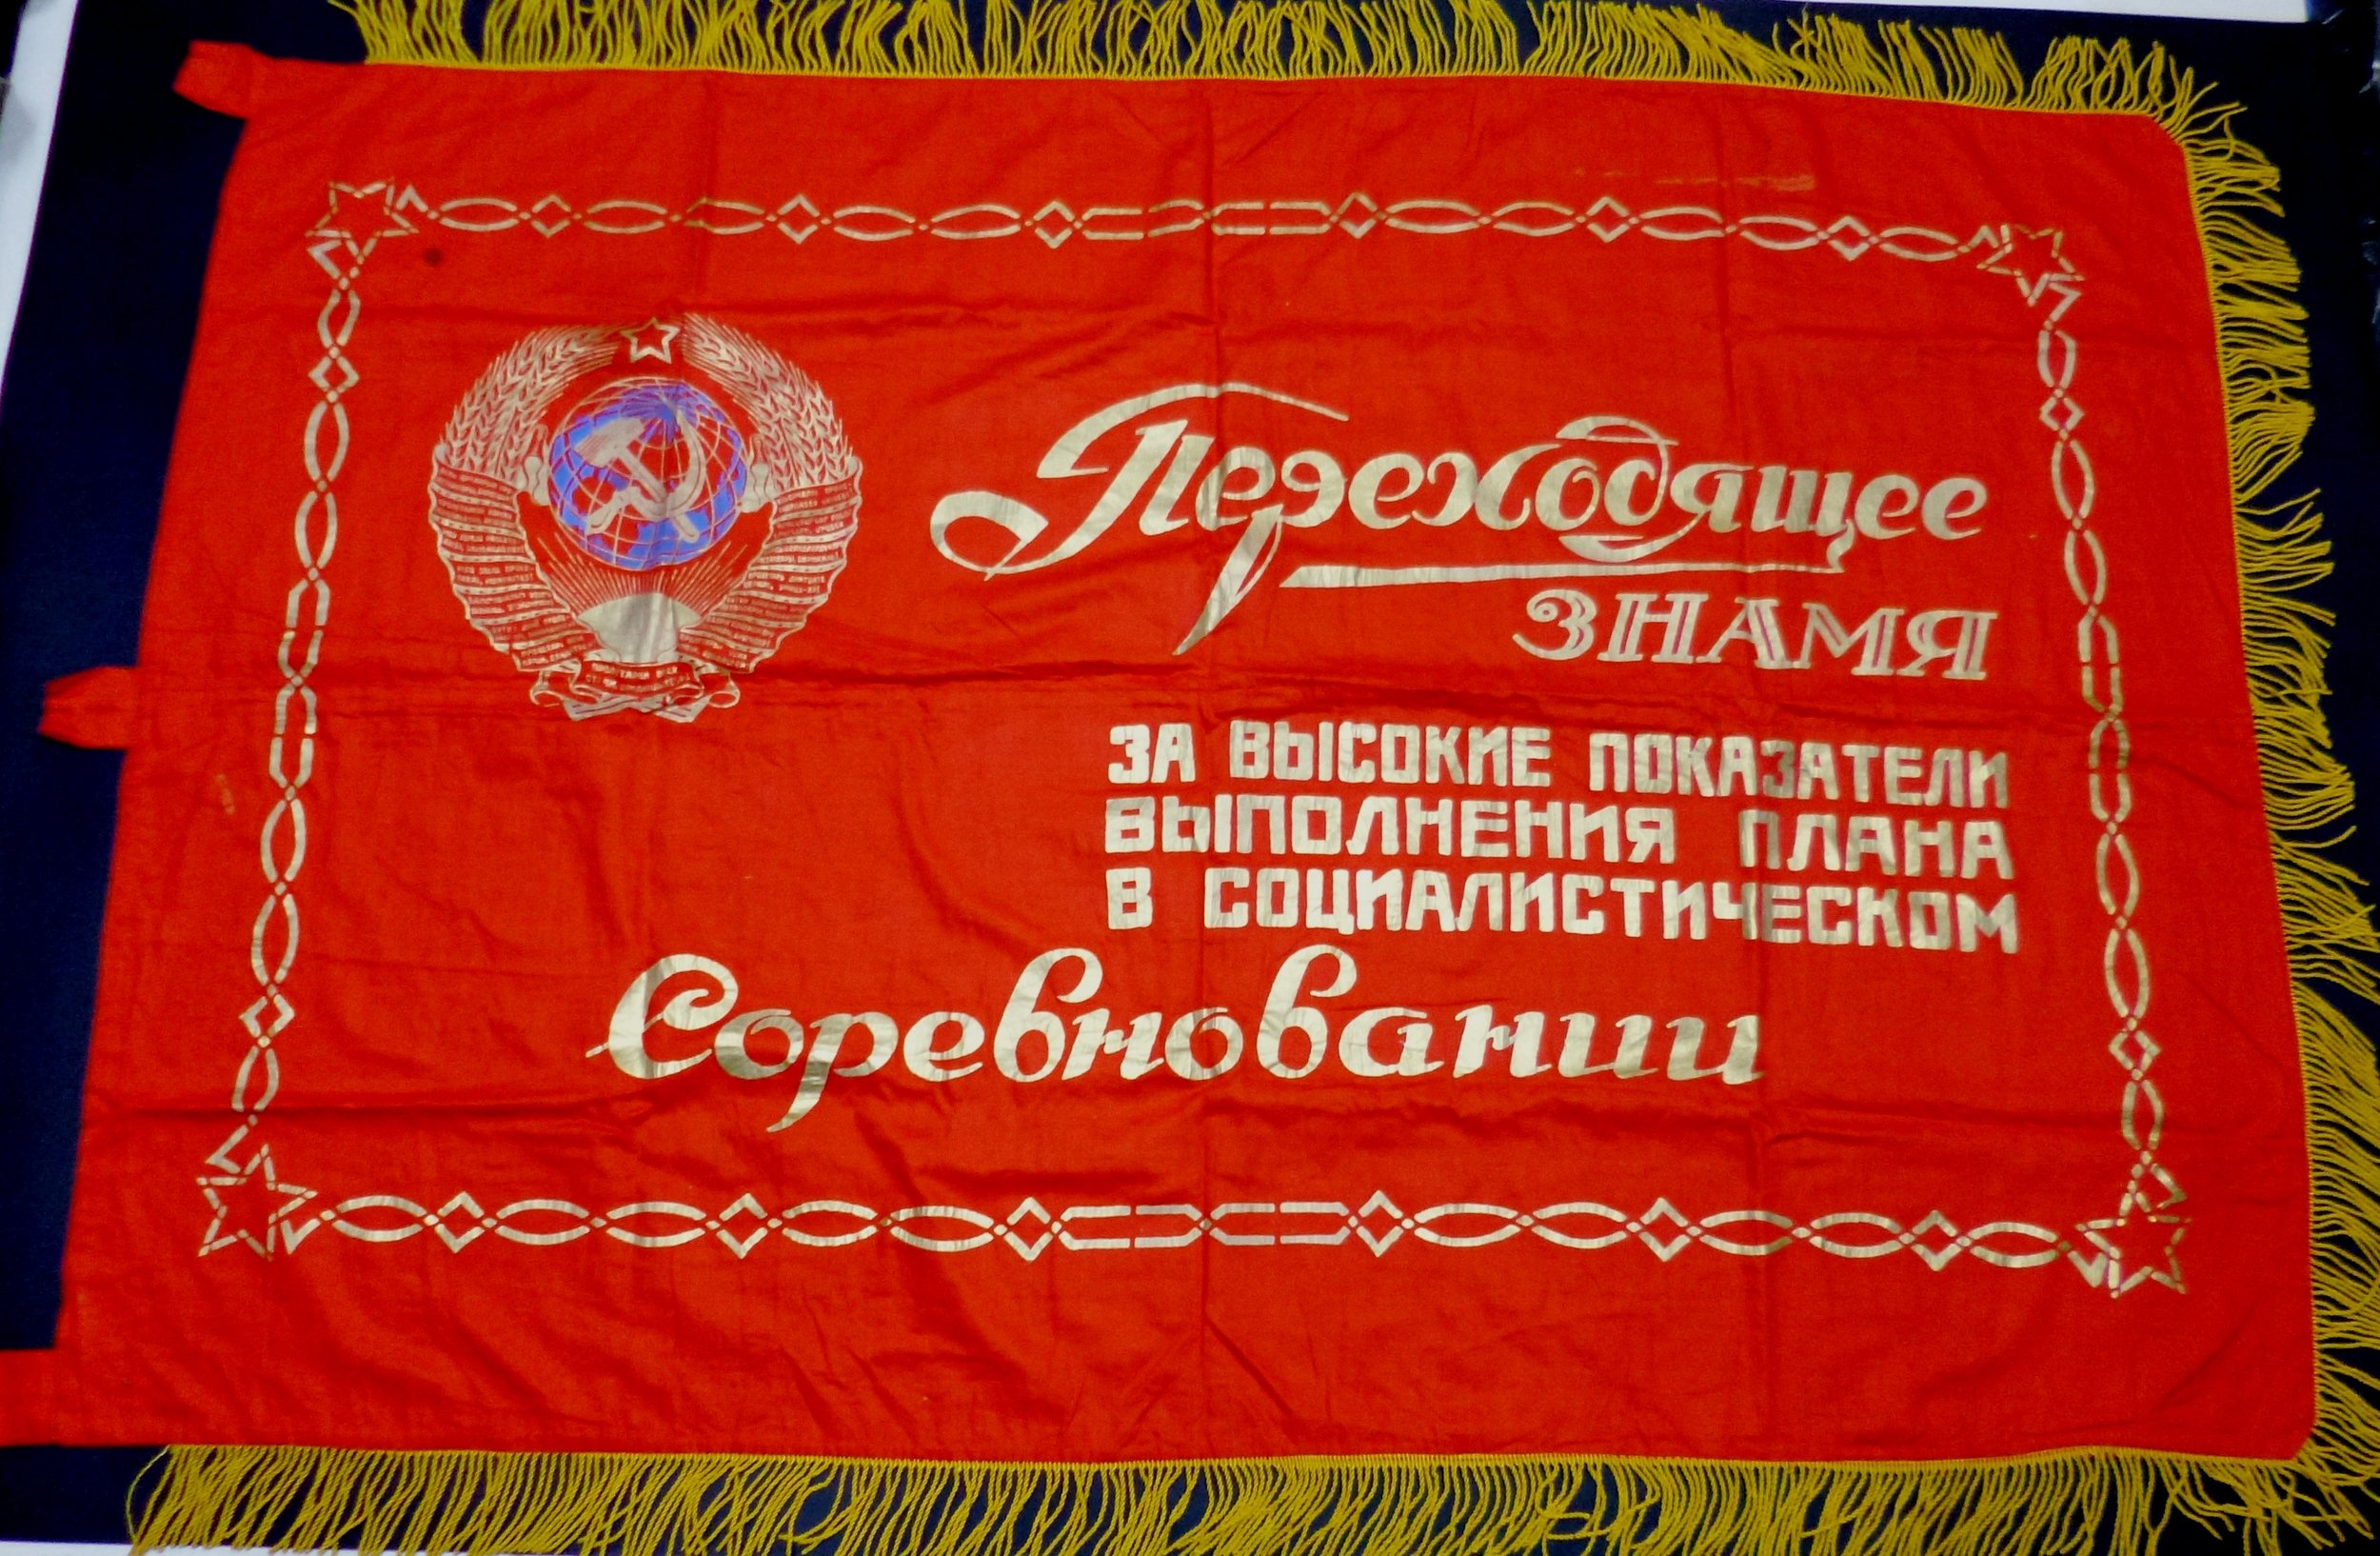 Переходящее
ЗНАМЯ
ЗА ВЫСОКИЕ ПОКАЗАТЕЛИ
ВЫПОЛНЕНИЯ ПЛАНА
В СОЦИАЛИСТИЧЕСКОМ
Соревновании